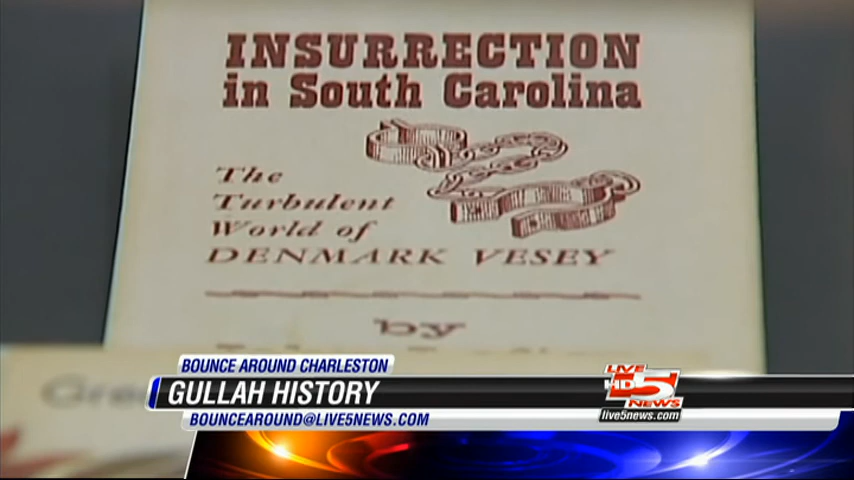 INSURRECTION
in South Carolina
The
Turbulent
World of
DENMARK VESEY
by
BOUNCE AROUND CHARLESTON
GULLAH HISTORY
BOUNCEAROUND@LIVE5NEWS.COM
LIVE
HD 5
NEWS
live5news.com